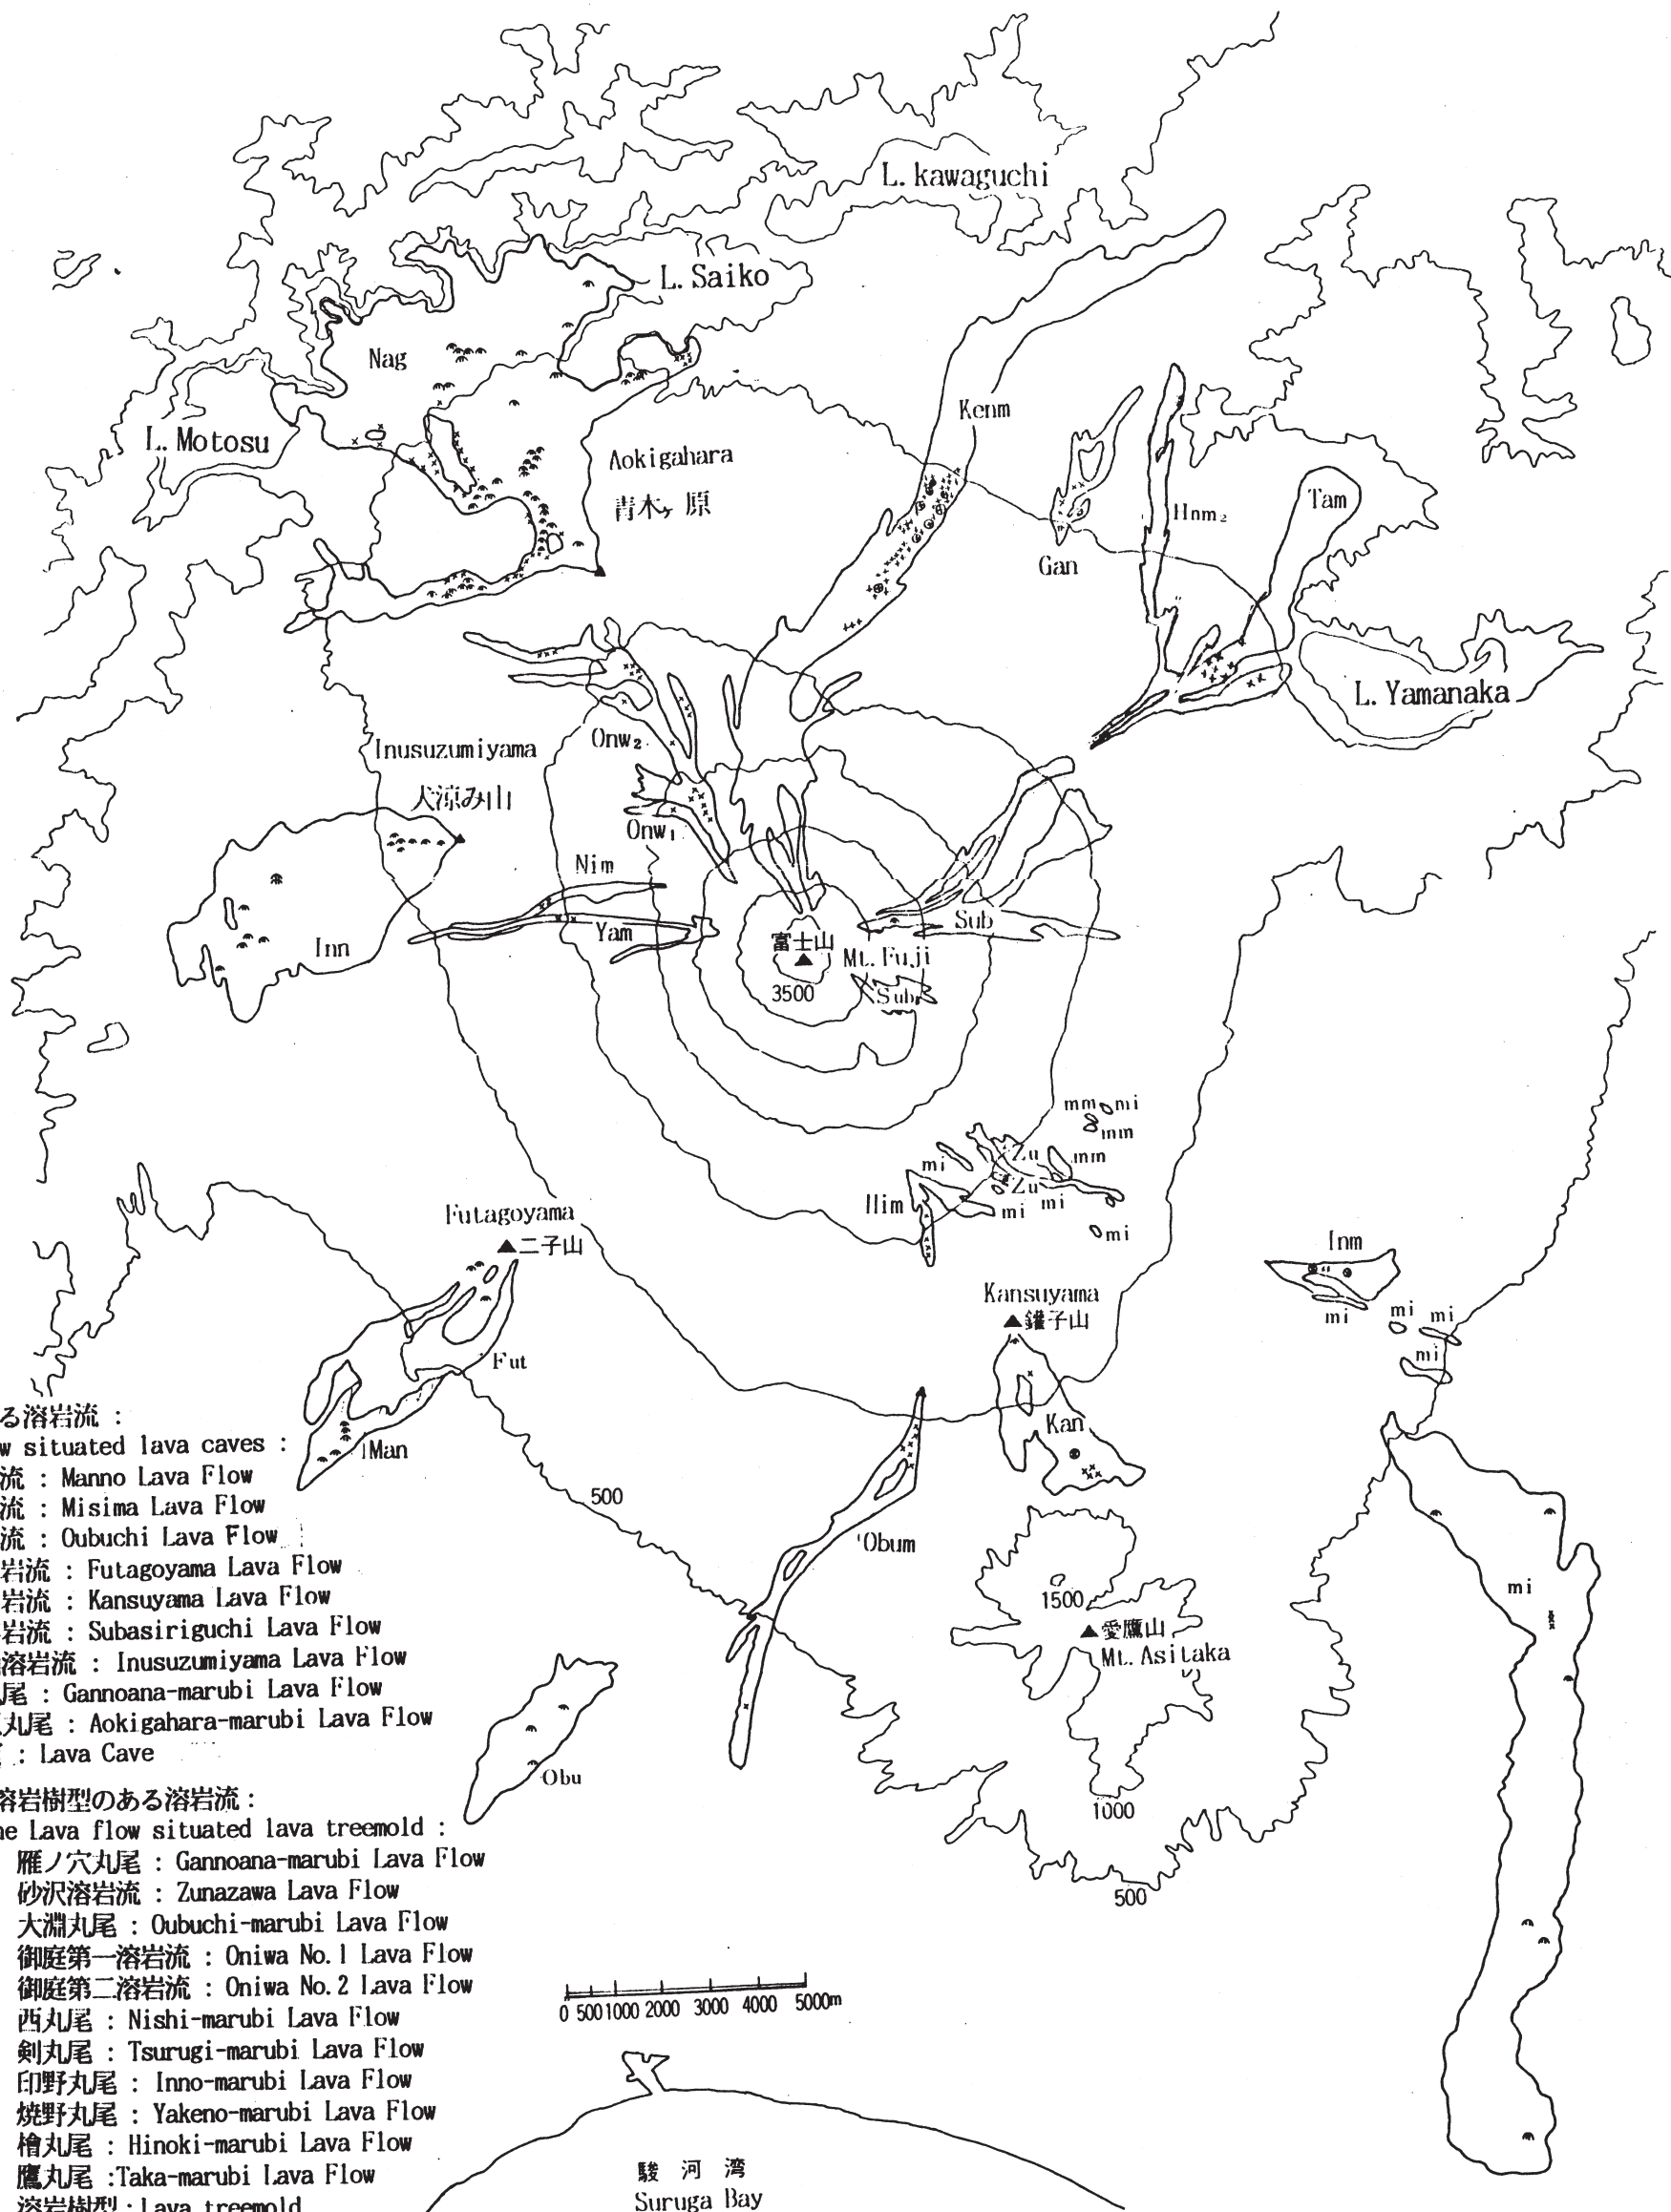 L. kawaguchi
L. Saiko
Nag
Kenm
L. Motosu
Aokigahara
青木ヶ原
Tam
Hnm₂
Gan
L. Yamanaka
Onw₂
Inusuzumiyama
犬涼み山
Onw₁
Nim
Yam
Inn
Sub
富士山
Mt. Fuji
3500
Sub
mm mi
mm
Zu mm
mi
Zu
mi mi
Him
mi
Futagoyama
二子山
Inm
Kansuyama
鑵子山
mi
mi mi
mi
Fut
Kan
Man
500
Obum
mi
1500
愛鷹山
Mt. Asitaka
Obu
1000
500
る溶岩流 :
w situated lava caves :
流 : Manno Lava Flow
流 : Misima Lava Flow
流 : Oubuchi Lava Flow
岩流 : Futagoyama Lava Flow
岩流 : Kansuyama Lava Flow
岩流 : Subasiriguchi Lava Flow
溶岩流 : Inusuzumiyama Lava Flow
尾 : Gannoana-marubi Lava Flow
丸尾 : Aokigahara-marubi Lava Flow
: Lava Cave
溶岩樹型のある溶岩流 :
ne Lava flow situated lava treemold :
雁ノ穴丸尾 : Gannoana-marubi Lava Flow
砂沢溶岩流 : Zunazawa Lava Flow
大淵丸尾 : Oubuchi-marubi Lava Flow
御庭第一溶岩流 : Oniwa No.1 Lava Flow
御庭第二溶岩流 : Oniwa No.2 Lava Flow
西丸尾 : Nishi-marubi Lava Flow
剣丸尾 : Tsurugi-marubi Lava Flow
印野丸尾 : Inno-marubi Lava Flow
焼野丸尾 : Yakeno-marubi Lava Flow
檜丸尾 : Hinoki-marubi Lava Flow
鷹丸尾 :Taka-marubi Lava Flow
溶岩樹型 : Lava treemold
0 500 1000 2000 3000 4000 5000m
駿河湾
Suruga Bay